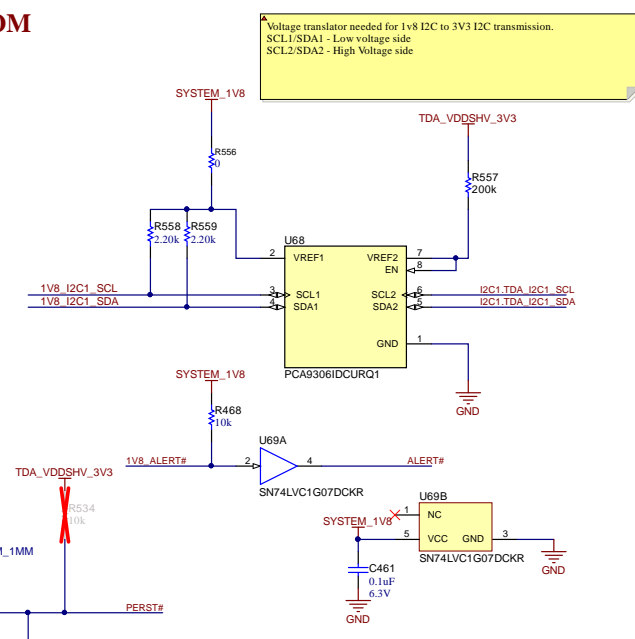 OM
Voltage translator needed for 1v8 I2C to 3V3 I2C transmission.
SCL1/SDA1 - Low voltage side
SCL2/SDA2 - High Voltage side
SYSTEM_1V8
TDA_VDDSHV_3V3
R556
0
R557
200k
R558
2.20k
R559
2.20k
U68
2
VREF1
VREF2
7
EN
8
1V8_I2C1_SCL
3
SCL1
SCL2
6
I2C1.TDA_I2C1_SCL
1V8_I2C1_SDA
4
SDA1
SDA2
5
I2C1.TDA_I2C1_SDA
GND
1
PCA9306IDCURQ1
GND
SYSTEM_1V8
R468
10k
U69A
1V8_ALERT#
2
4
ALERT#
SN74LVC1G07DCKR
TDA_VDDSHV_3V3
R534
10k
U69B
1
NC
SYSTEM_1V8
5
VCC
GND
3
SN74LVC1G07DCKR
GND
C461
0.1uF
6.3V
GND
_1MM
PERST#